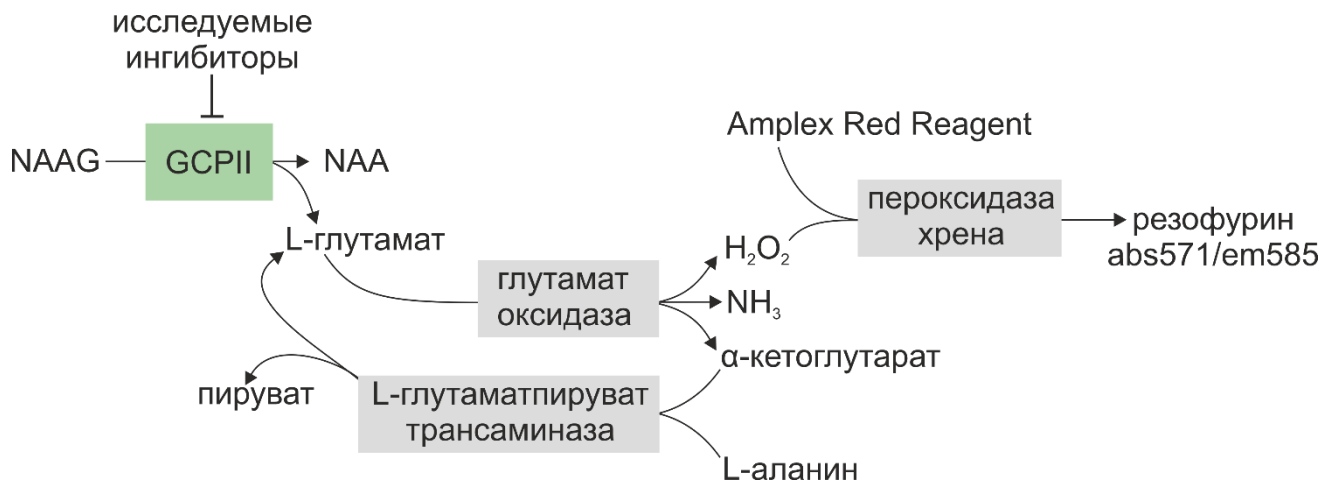 исследуемые
ингибиторы
NAAG
GCPII
NAA
L-глутамат
глутамат
оксидаза
H₂O₂
NH₃
α-кетоглутарат
Amplex Red Reagent
пероксидаза
хрена
резофурин
abs571/em585
пируват
L-глутаматпируват
трансаминаза
L-аланин